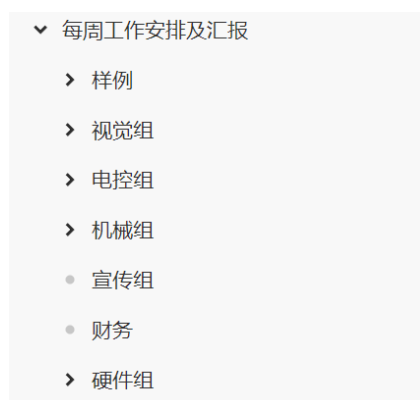 每周工作安排及汇报
样例
视觉组
电控组
机械组
宣传组
财务
硬件组